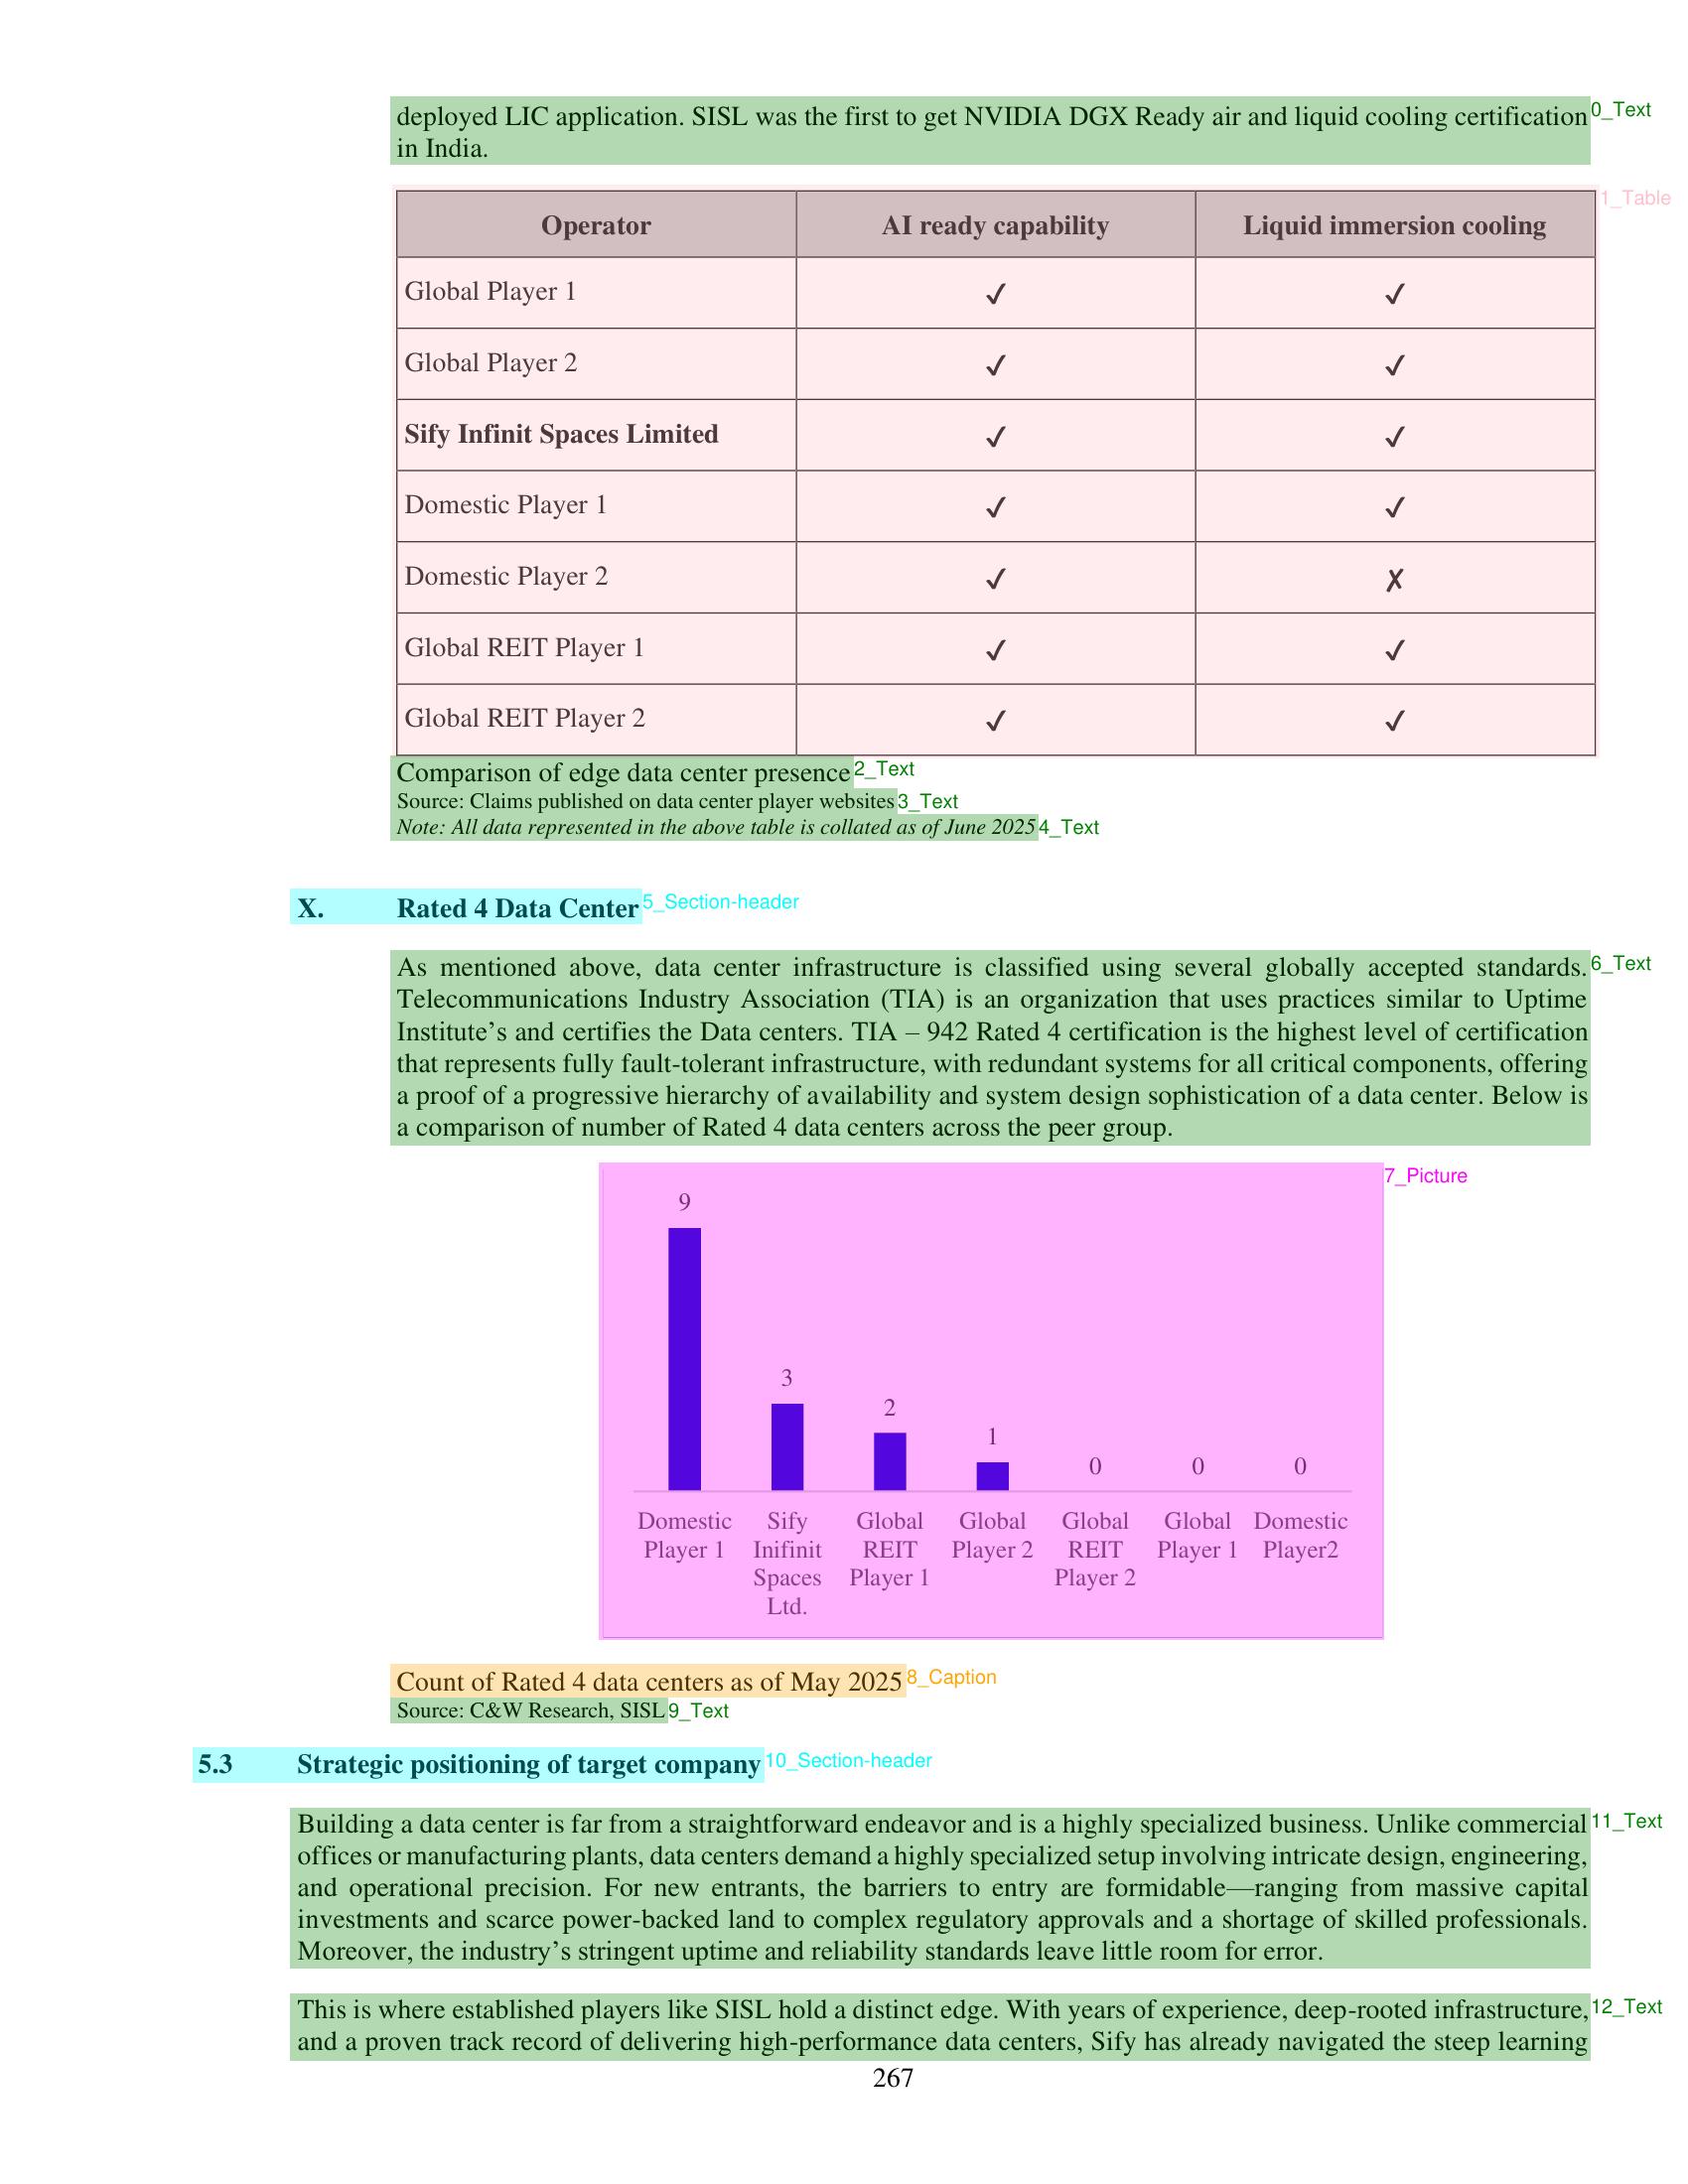 deployed LIC application. SISL was the first to get NVIDIA DGX Ready air and liquid cooling certification
in India.
0_Text
1_Table
Operator AI ready capability Liquid immersion cooling
Global Player 1 ✓ ✓
Global Player 2 ✓ ✓
Sify Infinit Spaces Limited ✓ ✓
Domestic Player 1 ✓ ✓
Domestic Player 2 ✓ ✗
Global REIT Player 1 ✓ ✓
Global REIT Player 2 ✓ ✓
Comparison of edge data center presence 2_Text
Source: Claims published on data center player websites 3_Text
Note: All data represented in the above table is collated as of June 2025 4_Text
X. Rated 4 Data Center 5_Section-header
As mentioned above, data center infrastructure is classified using several globally accepted standards. 6_Text
Telecommunications Industry Association (TIA) is an organization that uses practices similar to Uptime
Institute’s and certifies the Data centers. TIA – 942 Rated 4 certification is the highest level of certification
that represents fully fault-tolerant infrastructure, with redundant systems for all critical components, offering
a proof of a progressive hierarchy of availability and system design sophistication of a data center. Below is
a comparison of number of Rated 4 data centers across the peer group.
7_Picture
9
3
2
1
0 0 0
Domestic Sify Global Global Global Global Domestic
Player 1 Inifinit REIT Player 2 REIT Player 1 Player2
Spaces Player 1 Player 2
Ltd.
Count of Rated 4 data centers as of May 2025 8_Caption
Source: C&W Research, SISL 9_Text
5.3 Strategic positioning of target company 10_Section-header
Building a data center is far from a straightforward endeavor and is a highly specialized business. Unlike commercial 11_Text
offices or manufacturing plants, data centers demand a highly specialized setup involving intricate design, engineering,
and operational precision. For new entrants, the barriers to entry are formidable—ranging from massive capital
investments and scarce power-backed land to complex regulatory approvals and a shortage of skilled professionals.
Moreover, the industry’s stringent uptime and reliability standards leave little room for error.
This is where established players like SISL hold a distinct edge. With years of experience, deep-rooted infrastructure, 12_Text
and a proven track record of delivering high-performance data centers, Sify has already navigated the steep learning
267